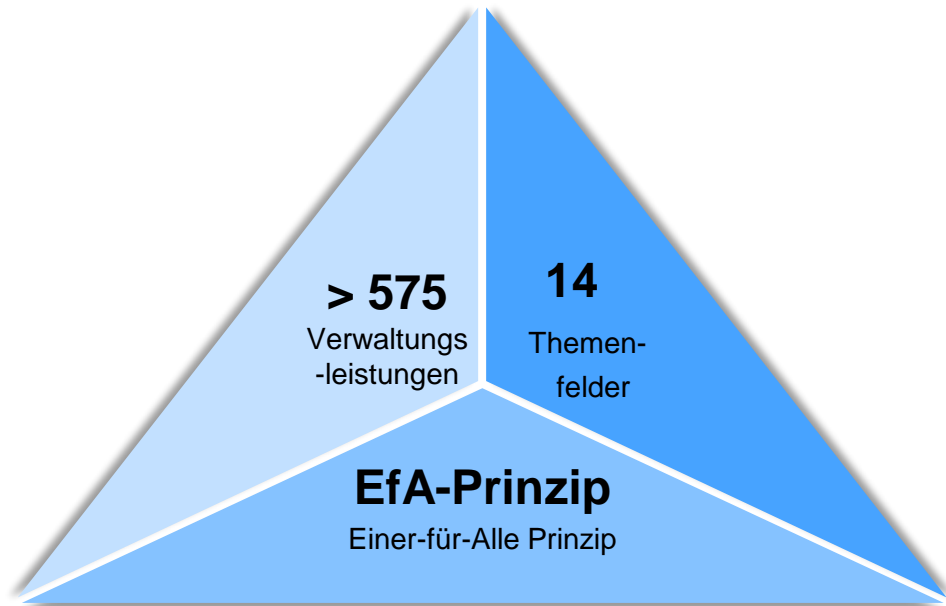 > 575
Verwaltungs
-leistungen
14
Themen-
felder
EfA-Prinzip
Einer-für-Alle Prinzip